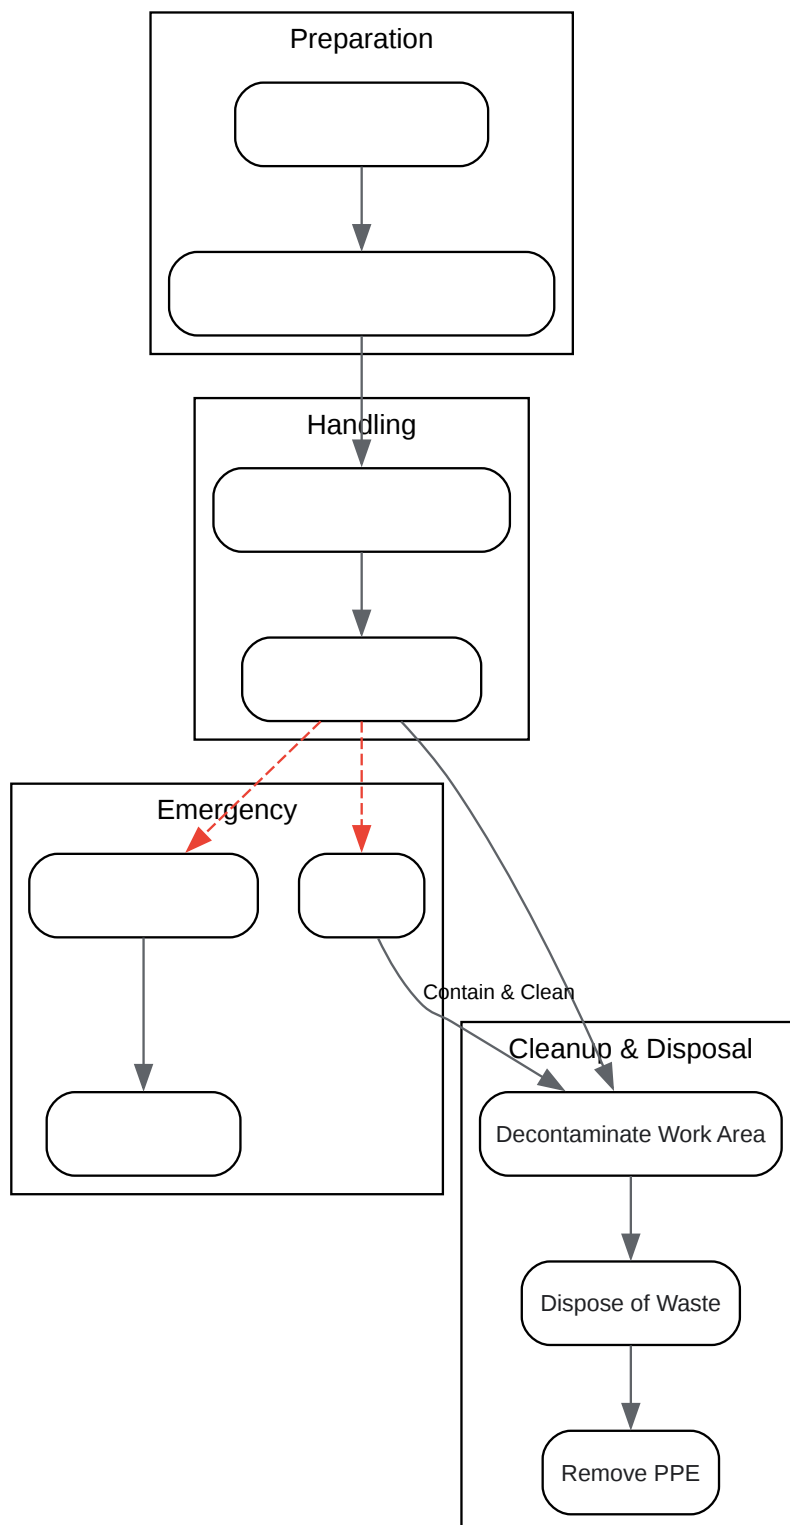 Preparation
Handling
Emergency
Contain & Clean
Cleanup & Disposal
Decontaminate Work Area
Dispose of Waste
Remove PPE